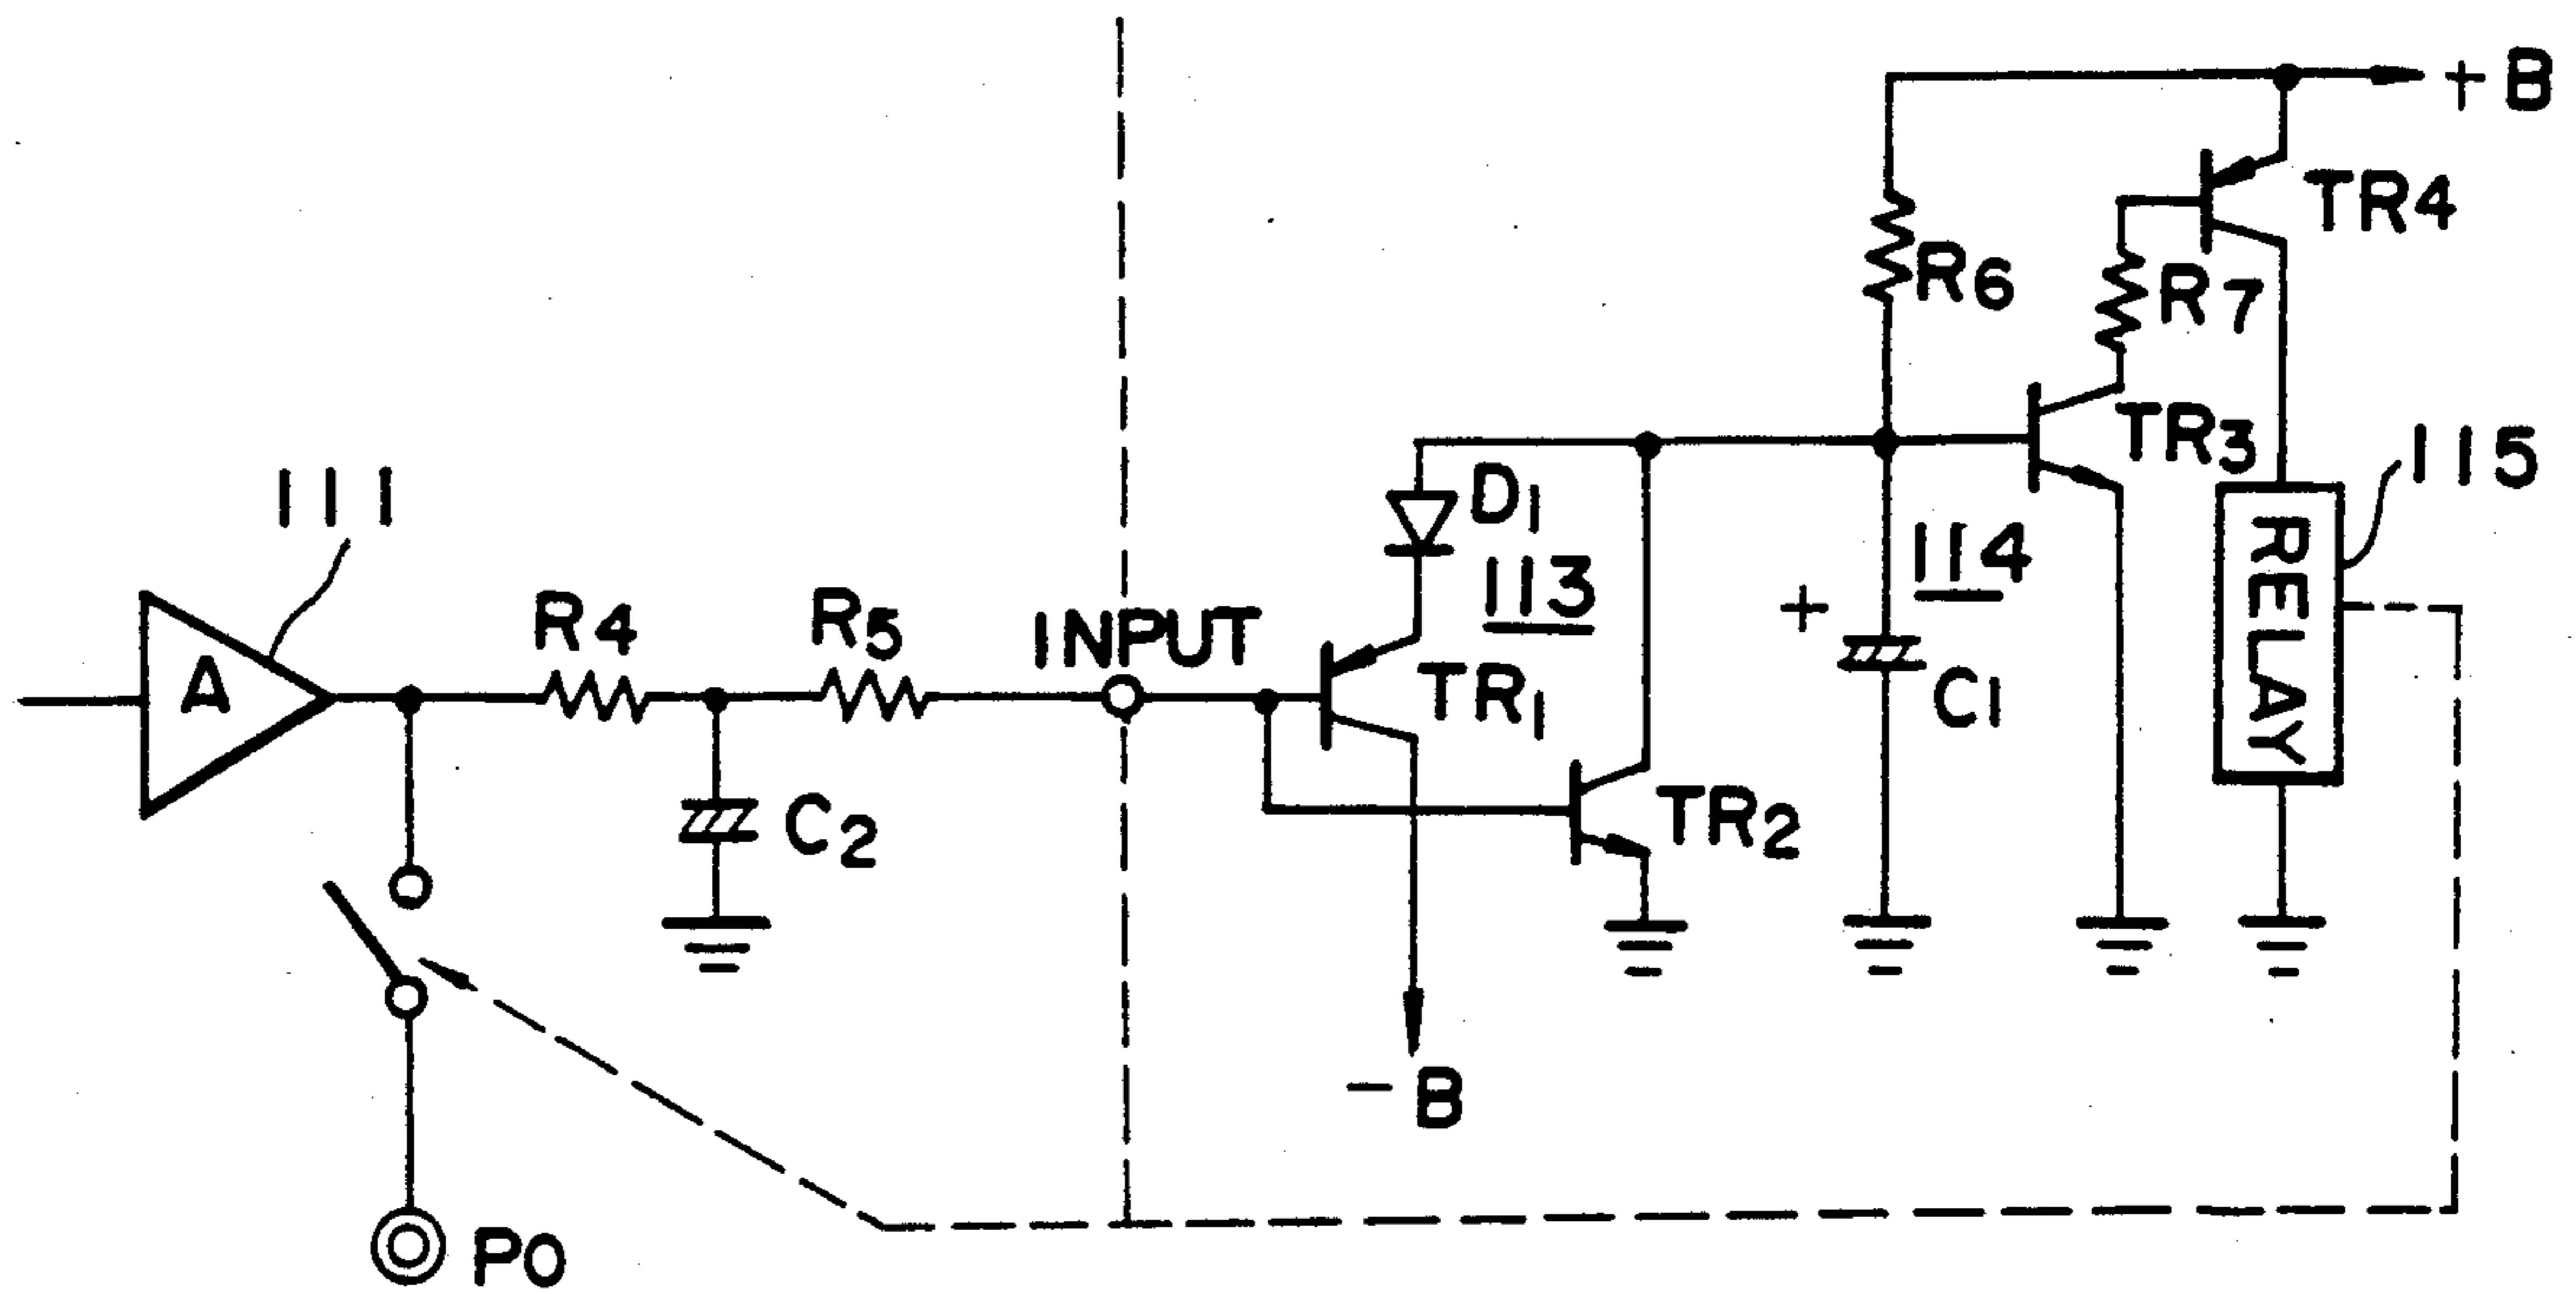 +B
TR4
R6
R7
TR3
115
111
D1
114
R4
R5
INPUT
113
+
RELAY
A
TR1
C1
C2
TR2
-B
PO